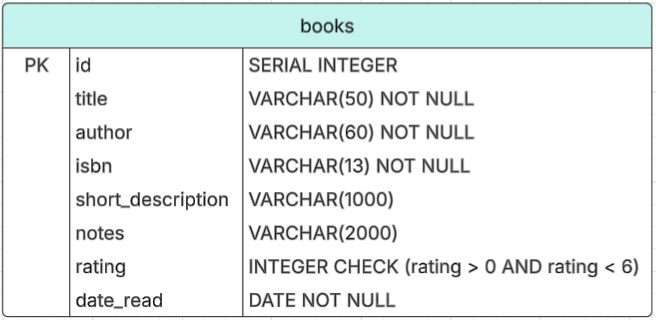 books
PK id SERIAL INTEGER
title VARCHAR(50) NOT NULL
author VARCHAR(60) NOT NULL
isbn VARCHAR(13) NOT NULL
short_description VARCHAR(1000)
notes VARCHAR(2000)
rating INTEGER CHECK (rating > 0 AND rating < 6)
date_read DATE NOT NULL